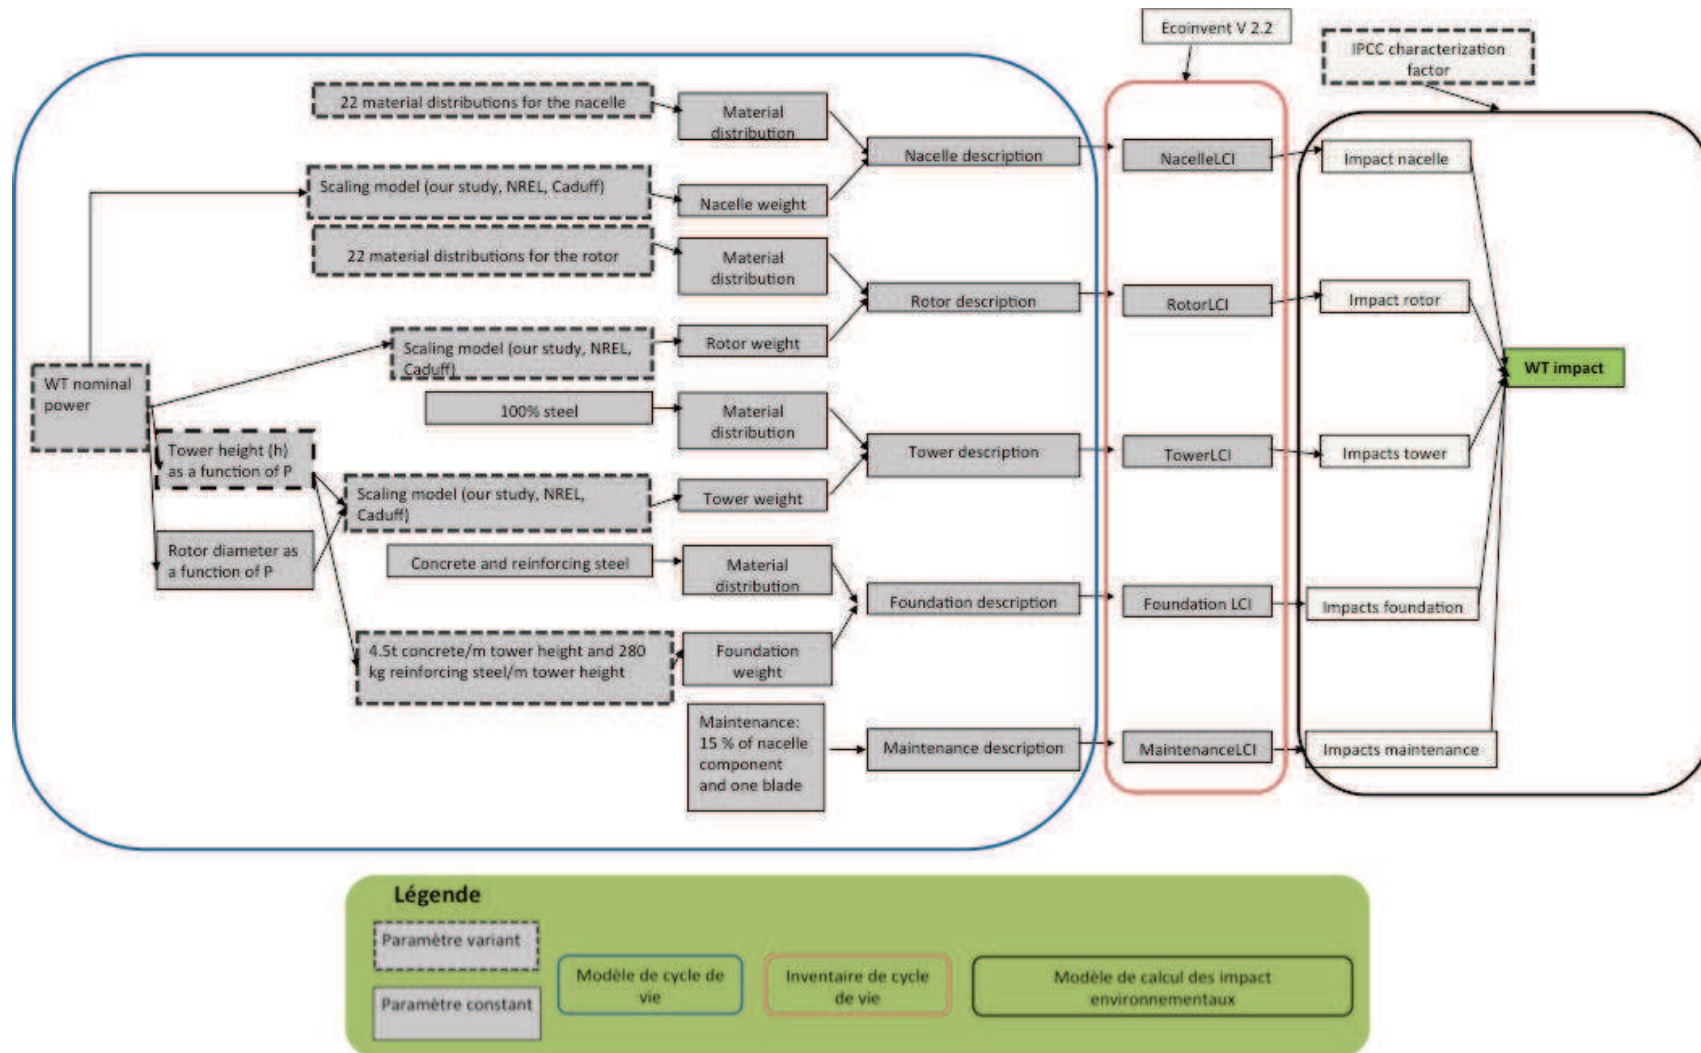 Ecoinvent V 2.2
IPCC characterization
factor
22 material distributions for the nacelle
Material
distribution
Nacelle description
NacelleLCI
Impact nacelle
Scaling model (our study, NREL, Caduff)
Nacelle weight
22 material distributions for the rotor
Material
distribution
Rotor description
RotorLCI
Impact rotor
Scaling model (our study, NREL,
Caduff)
Rotor weight
WT impact
WT nominal
power
100% steel
Material
distribution
Tower height (h)
as a function of P
Tower description
TowerLCI
Impacts tower
Scaling model (our study, NREL,
Caduff)
Tower weight
Rotor diameter as
a function of P
Concrete and reinforcing steel
Material
distribution
Foundation description
Foundation LCI
Impacts foundation
4.5t concrete/m tower height and 280
kg reinforcing steel/m tower height
Foundation
weight
Maintenance:
15 % of nacelle
component
and one blade
Maintenance description
MaintenanceLCI
Impacts maintenance
Légende
Paramètre variant
Paramètre constant
Modèle de cycle de
vie
Inventaire de cycle
de vie
Modèle de calcul des impact
environnementaux